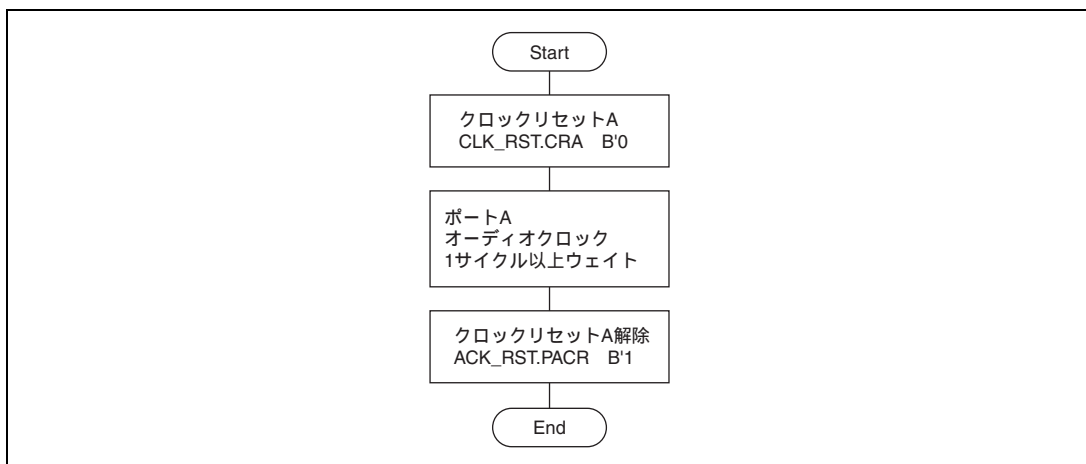 Start
クロックリセットA
CLK_RST.CRA B'0
ポートA
オーディオクロック
1サイクル以上ウェイト
クロックリセットA解除
ACK_RST.PACR B'1
End